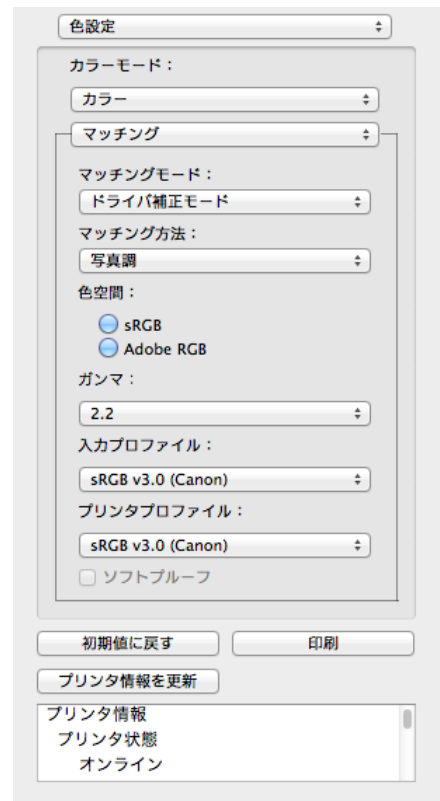 色設定
カラーモード：
カラー
マッチング
マッチングモード：
ドライバ補正モード
マッチング方法：
写真調
色空間：
sRGB
Adobe RGB
ガンマ：
2.2
入力プロファイル：
sRGB v3.0 (Canon)
プリンタプロファイル：
sRGB v3.0 (Canon)
ソフトプルーフ
初期値に戻す 印刷
プリンタ情報を更新
プリンタ情報
プリンタ状態
オンライン